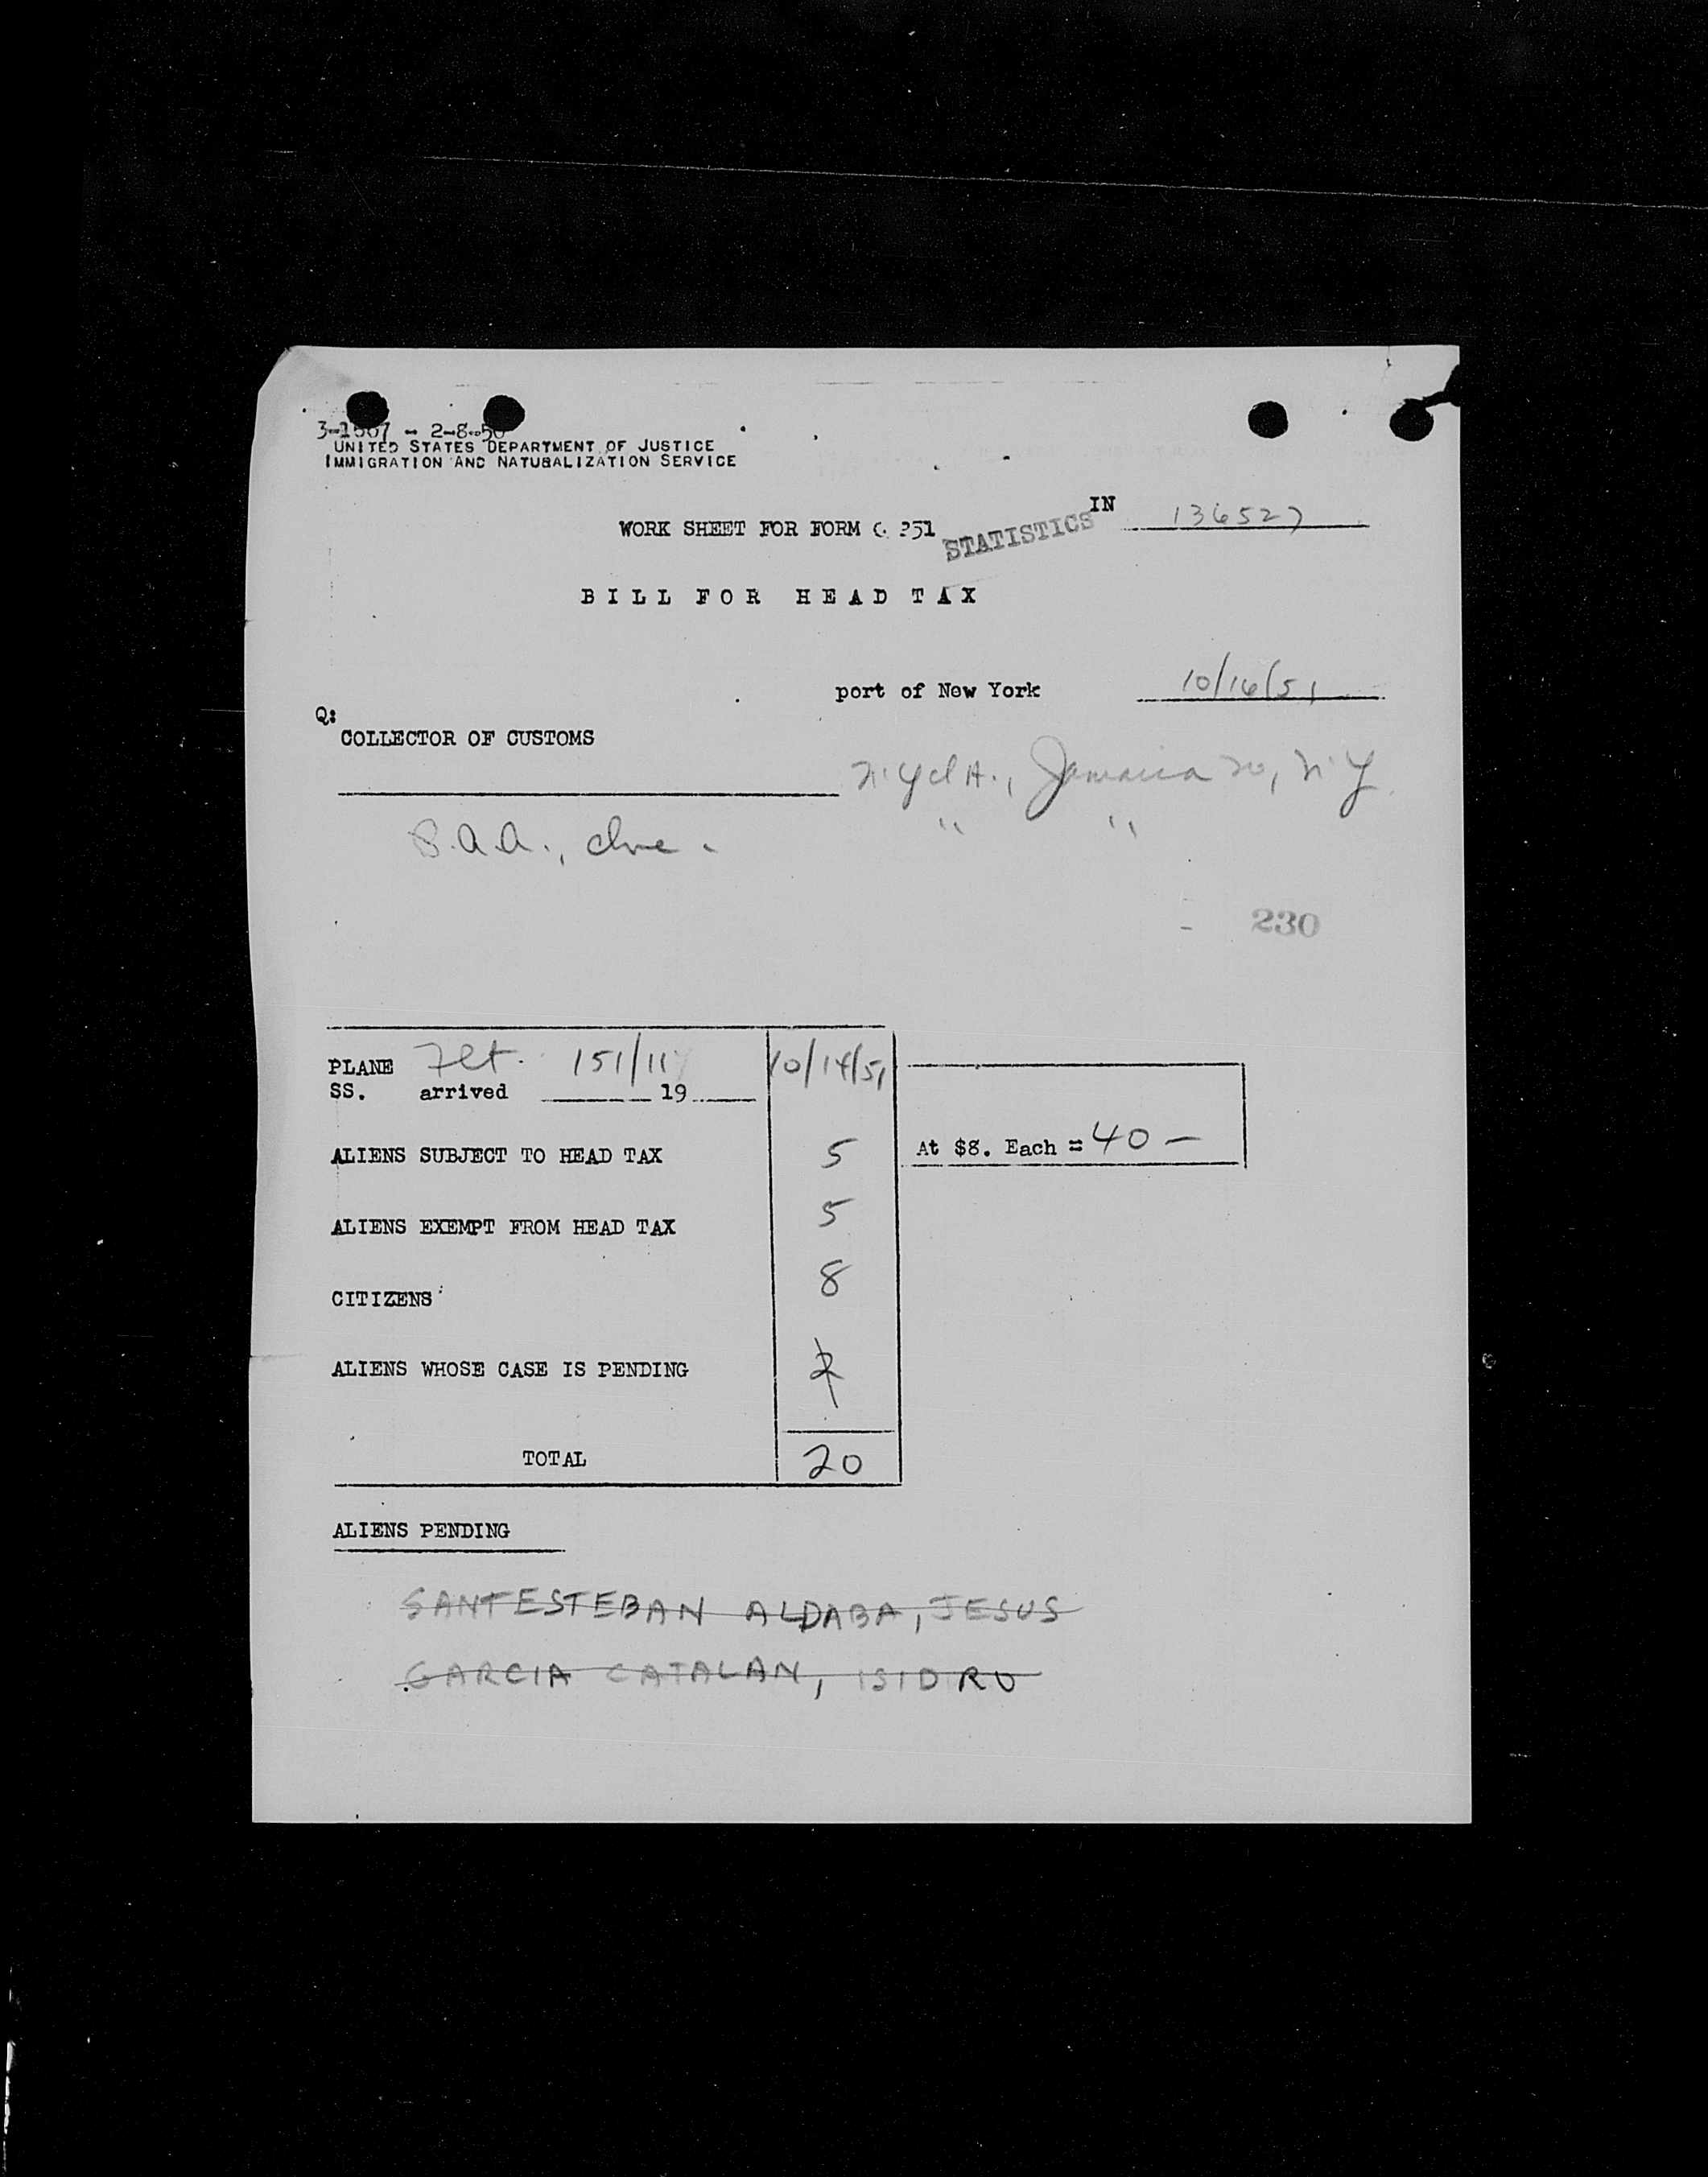 3-1507 - 2-8-50
UNITED STATES DEPARTMENT OF JUSTICE
IMMIGRATION AND NATURALIZATION SERVICE
IN 136527
WORK SHEET FOR FORM G 251
STATISTICS
BILL FOR HEAD TAX
port of New York 10/16/51
Q:
COLLECTOR OF CUSTOMS
Jamaica 20, N.Y.
" "
S.A.A., Inc.
230
PLANE Flt. 151/11 10/14/51
SS. arrived 19
ALIENS SUBJECT TO HEAD TAX 5 At $8. Each = 40 -
ALIENS EXEMPT FROM HEAD TAX 5
CITIZENS 8
ALIENS WHOSE CASE IS PENDING 2
TOTAL 20
ALIENS PENDING
SANTESTEBAN ALDABA, JESUS
GARCIA CATALAN, ISIDRO